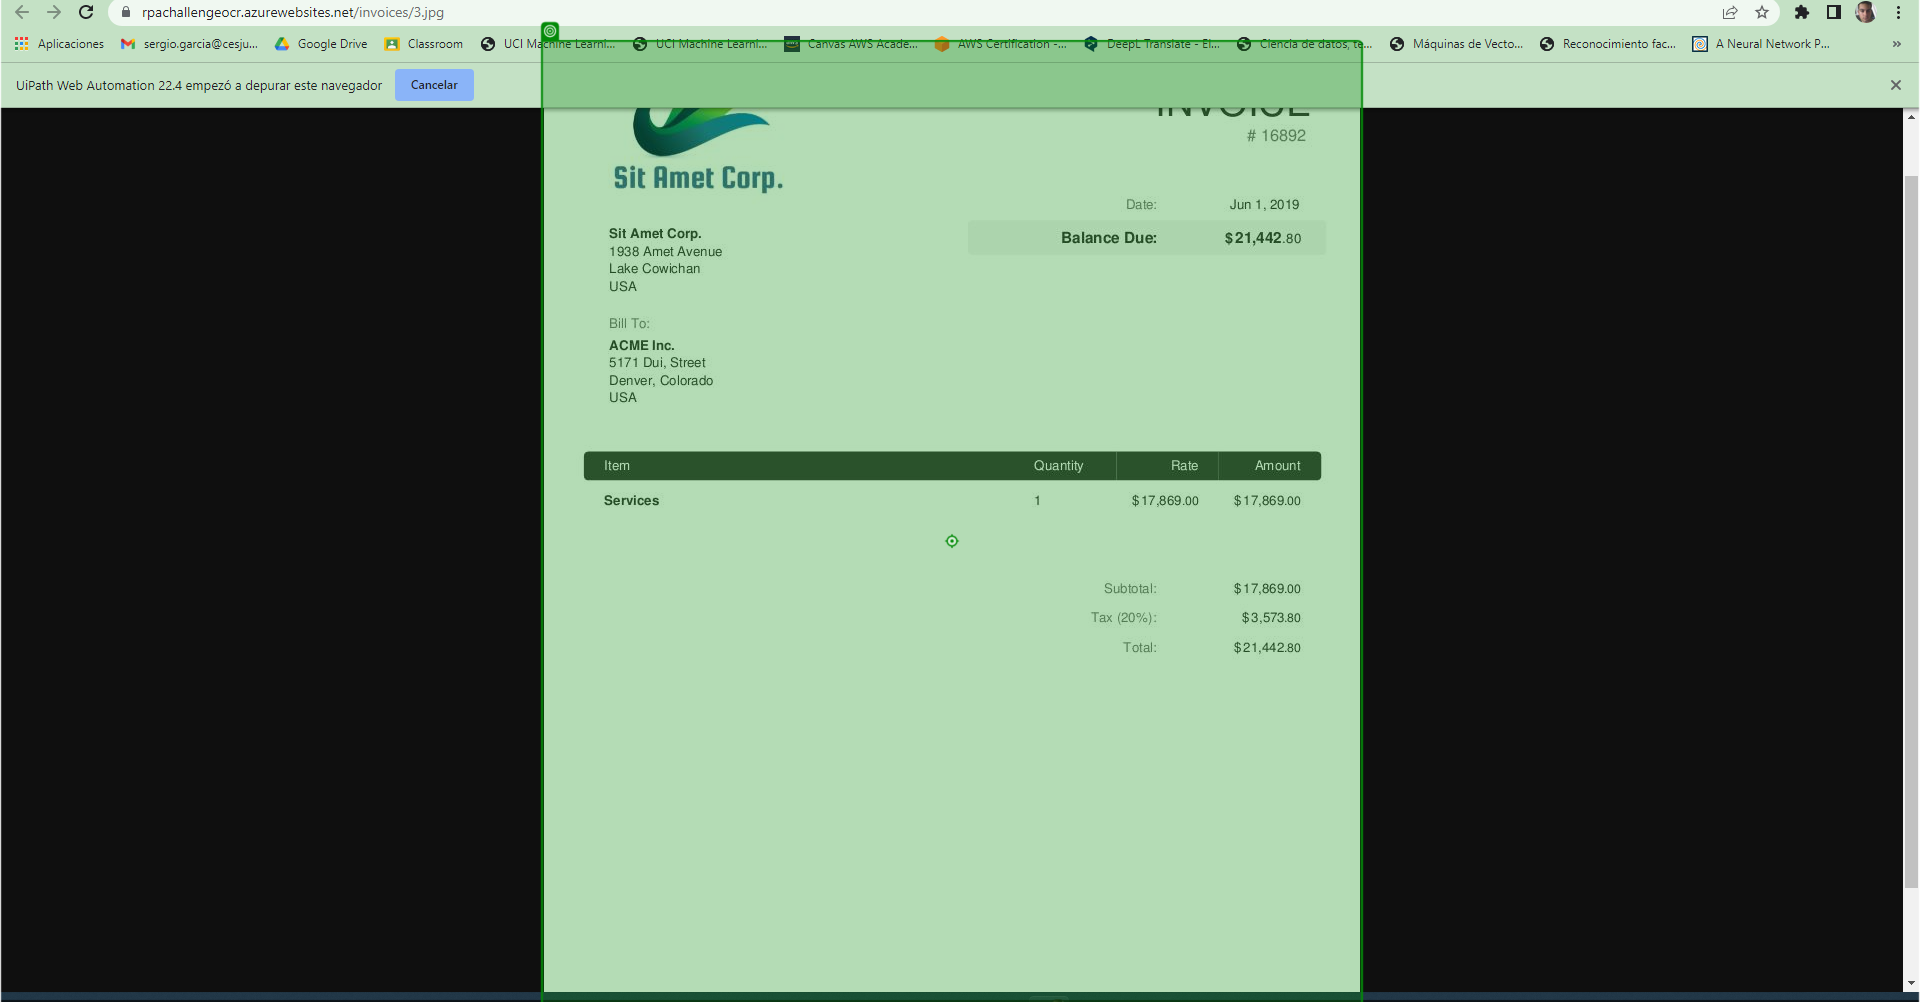 rpachallengeocr.azurewebsites.net/invoices/3.jpg
Aplicaciones sergio.garcia@cesju... Google Drive Classroom UCI Machine Learni... UCI Machine Learni... Canvas AWS Acade... AWS Certification -... DeepL Translate - El... Ciencia de datos, te... Máquinas de Vecto... Reconocimiento fac... A Neural Network P... »
UiPath Web Automation 22.4 empezó a depurar este navegador Cancelar
INVOICE
# 16892
Sit Amet Corp.
Date: Jun 1, 2019
Balance Due: $21,442.80
Sit Amet Corp.
1938 Amet Avenue
Lake Cowichan
USA
Bill To:
ACME Inc.
5171 Dui, Street
Denver, Colorado
USA
Item Quantity Rate Amount
Services 1 $17,869.00 $17,869.00
Subtotal: $17,869.00
Tax (20%): $3,573.80
Total: $21,442.80